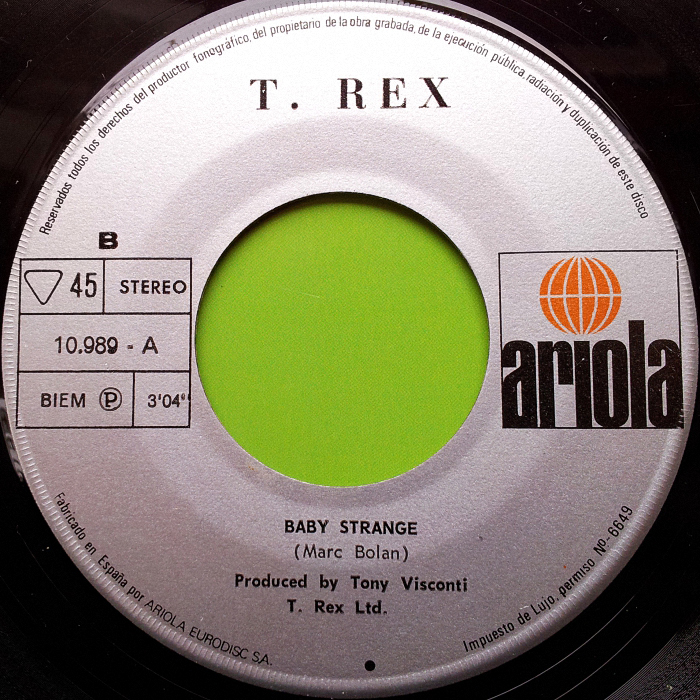 Reservados todos los derechos del productor fonográfico, del propietario de la obra grabada, de la ejecución pública, radiación y duplicación de este disco
T. REX
B
45 STEREO
10.989 - A
BIEM Ⓟ 3'04"
ariola
BABY STRANGE
(Marc Bolan)
Produced by Tony Visconti
T. Rex Ltd.
Fabricado en España por ARIOLA EURODISC S.A.
Impuesto de Lujo, permiso Nº 6649